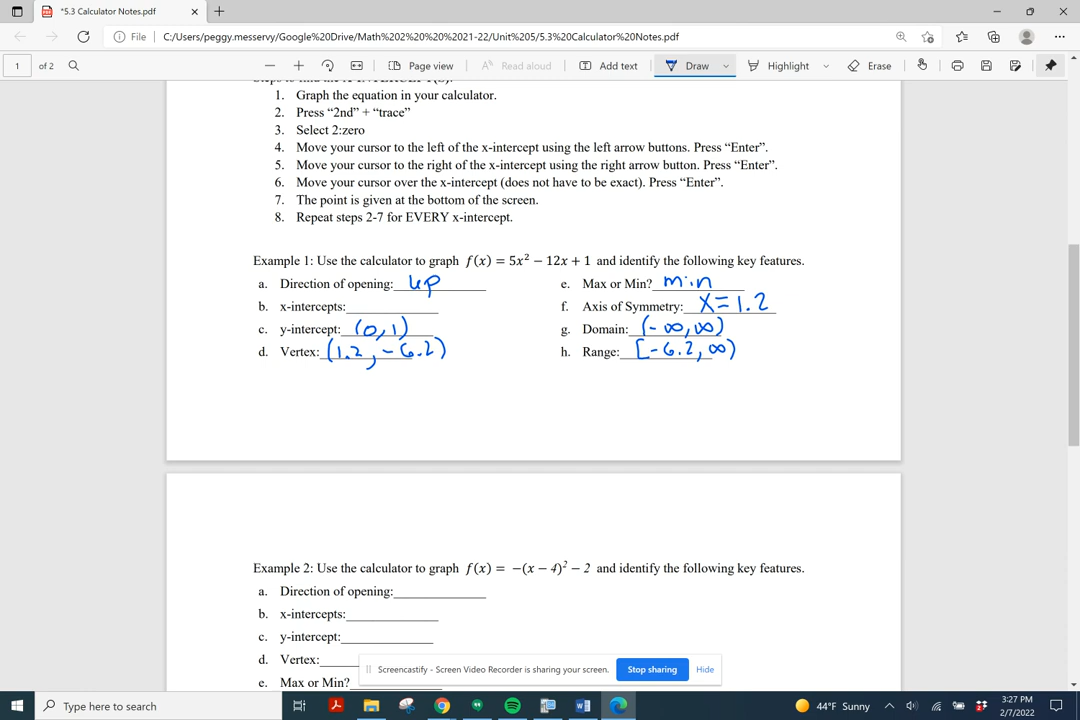 *5.3 Calculator Notes.pdf
File C:/Users/peggy.messervy/Google%20Drive/Math%202%20%20%2021-22/Unit%205/5.3%20Calculator%20Notes.pdf
1 of 2 Page view Read aloud Add text Draw Highlight Erase
1. Graph the equation in your calculator.
2. Press “2nd” + “trace”
3. Select 2:zero
4. Move your cursor to the left of the x-intercept using the left arrow buttons. Press “Enter”.
5. Move your cursor to the right of the x-intercept using the right arrow button. Press “Enter”.
6. Move your cursor over the x-intercept (does not have to be exact). Press “Enter”.
7. The point is given at the bottom of the screen.
8. Repeat steps 2-7 for EVERY x-intercept.
Example 1: Use the calculator to graph f(x) = 5x² − 12x + 1 and identify the following key features.
a. Direction of opening: up e. Max or Min? min
b. x-intercepts: f. Axis of Symmetry: x=1.2
c. y-intercept: (0,1) g. Domain: (-∞,∞)
d. Vertex: (1.2,-6.2) h. Range: [-6.2,∞)
Example 2: Use the calculator to graph f(x) = −(x − 4)² − 2 and identify the following key features.
a. Direction of opening:
b. x-intercepts:
c. y-intercept:
d. Vertex:
e. Max or Min?
Screencastify - Screen Video Recorder is sharing your screen. Stop sharing Hide
Type here to search 44°F Sunny 3:27 PM
2/7/2022